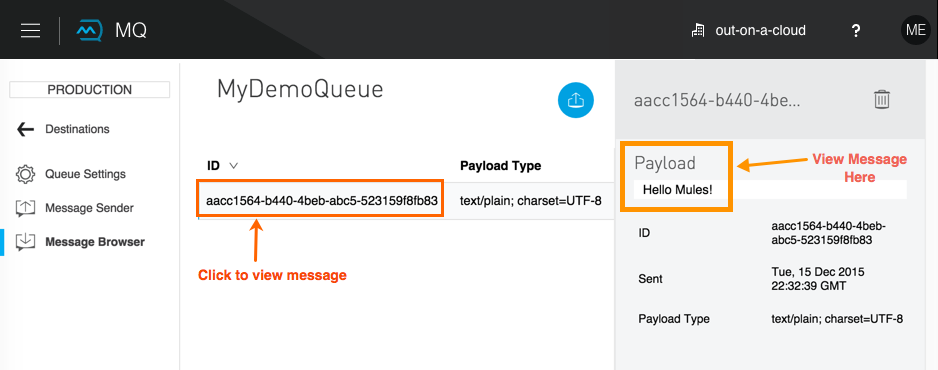 MQ
out-on-a-cloud
?
ME
PRODUCTION
Destinations
Queue Settings
Message Sender
Message Browser
MyDemoQueue
ID
Payload Type
aacc1564-b440-4beb-abc5-523159f8fb83
text/plain; charset=UTF-8
Click to view message
aacc1564-b440-4be...
Payload
Hello Mules!
View Message
Here
ID
aacc1564-b440-4beb-
abc5-523159f8fb83
Sent
Tue, 15 Dec 2015
22:32:39 GMT
Payload Type
text/plain; charset=UTF-8